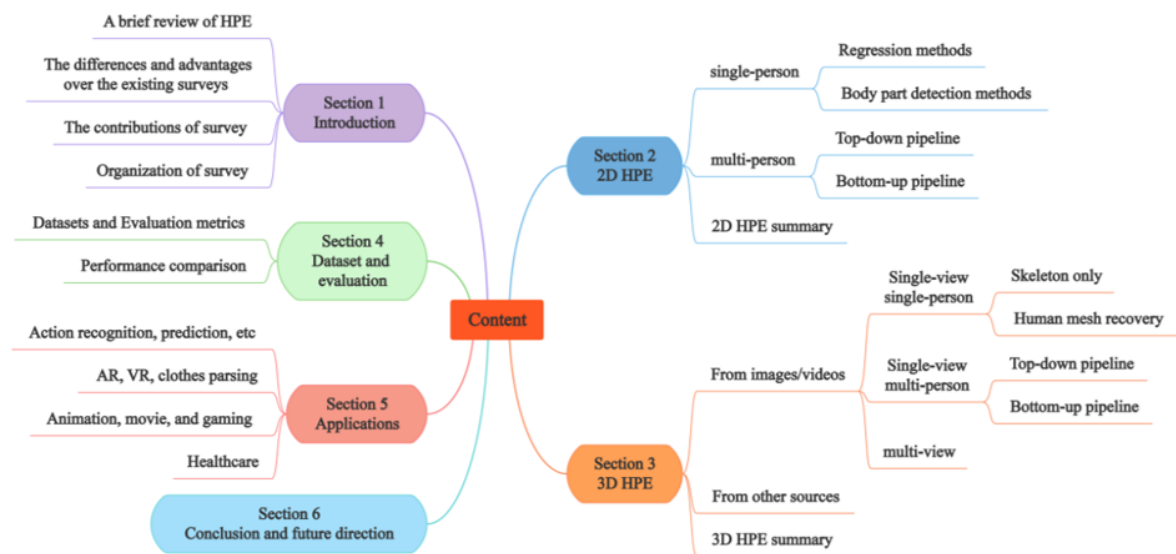 A brief review of HPE
The differences and advantages
over the existing surveys
The contributions of survey
Organization of survey
Section 1
Introduction
Datasets and Evaluation metrics
Performance comparison
Section 4
Dataset and
evaluation
Action recognition, prediction, etc
AR, VR, clothes parsing
Animation, movie, and gaming
Healthcare
Section 5
Applications
Section 6
Conclusion and future direction
Content
Section 2
2D HPE
single-person
Regression methods
Body part detection methods
multi-person
Top-down pipeline
Bottom-up pipeline
2D HPE summary
Section 3
3D HPE
From images/videos
Single-view
single-person
Skeleton only
Human mesh recovery
Single-view
multi-person
Top-down pipeline
Bottom-up pipeline
multi-view
From other sources
3D HPE summary